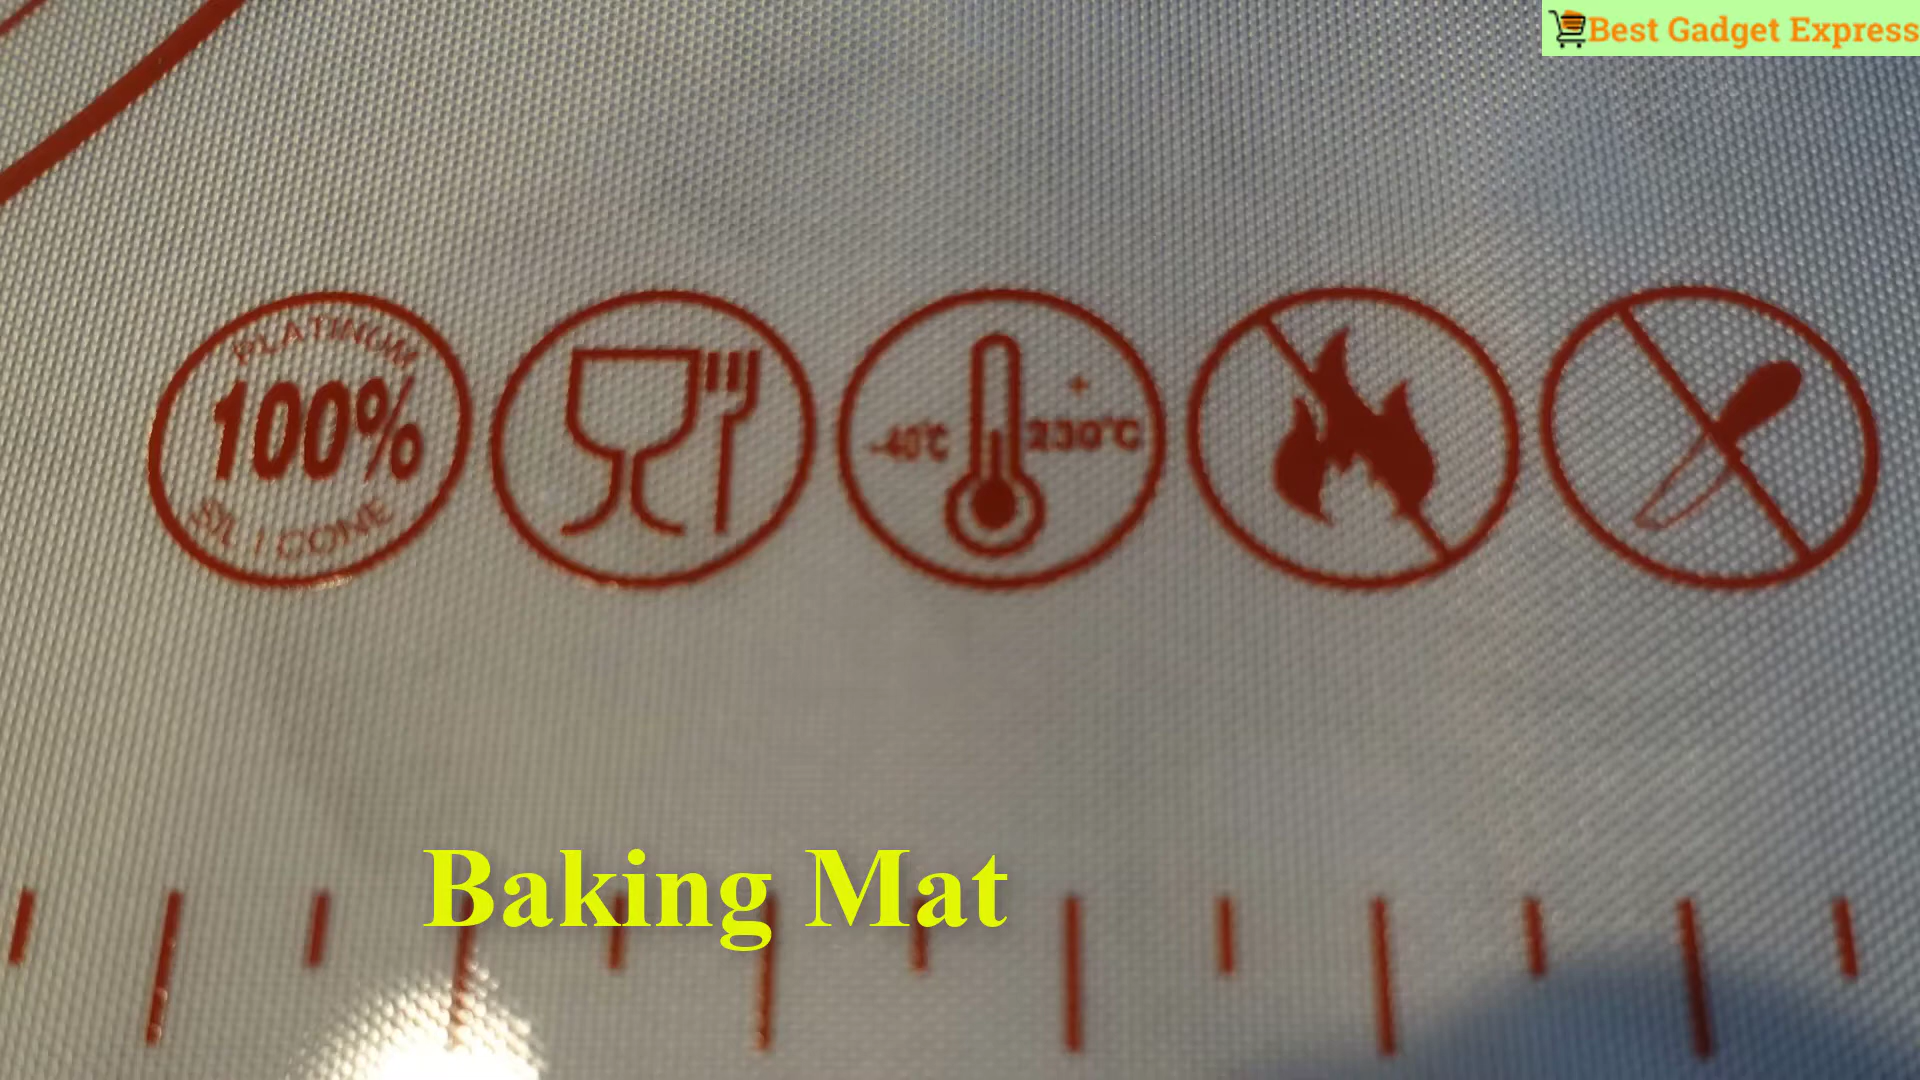 Best Gadget Express
PLATINUM
100%
SILICONE
-40℃
+
230℃
Baking Mat